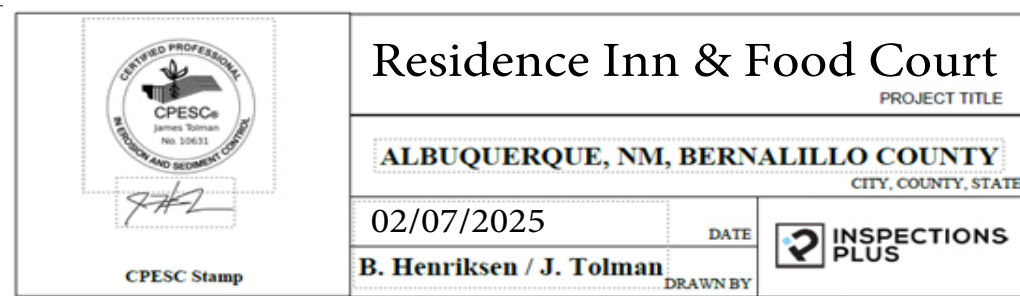 CERTIFIED PROFESSIONAL
CPESC®
James Tolman
No. 10631
IN EROSION AND SEDIMENT CONTROL
CPESC Stamp
Residence Inn & Food Court
PROJECT TITLE
ALBUQUERQUE, NM, BERNALILLO COUNTY
CITY, COUNTY, STATE
02/07/2025
DATE
B. Henriksen / J. Tolman
DRAWN BY
INSPECTIONS
PLUS